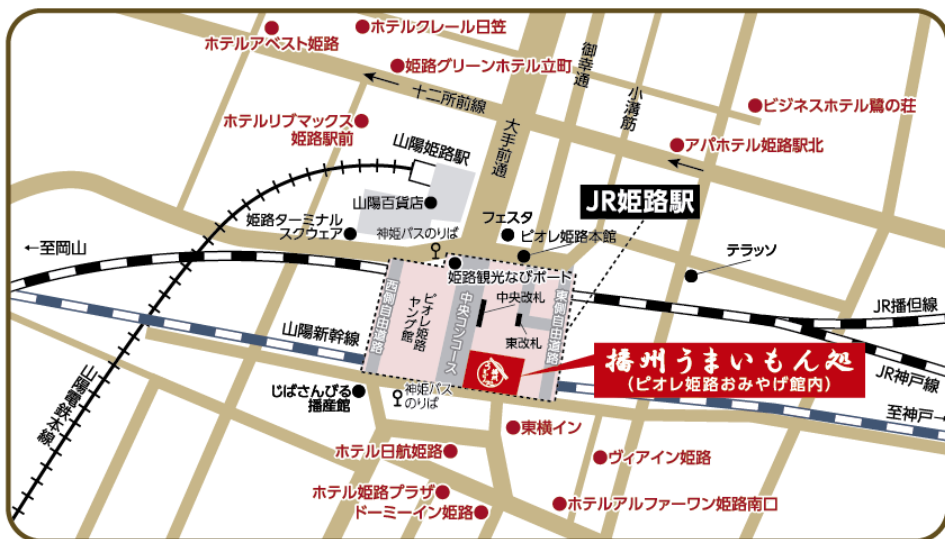 ホテルクレール日笠
ホテルアベスト姫路
姫路グリーンホテル立町
十二所前線
御幸通
小溝筋
大手前通
ビジネスホテル鷺の荘
アパホテル姫路駅北
ホテルリブマックス
姫路駅前
山陽姫路駅
山陽百貨店
姫路ターミナル
スクウェア
神姫バスのりば
フェスタ
ピオレ姫路本館
JR姫路駅
テラッソ
←至岡山
姫路観光なびポート
西側自由通路
ピオレ姫路
ヤング館
中央コンコース
中央改札
東改札
東側自由通路
JR播但線
JR神戸線
至神戸→
山陽新幹線
山陽電鉄本線
播州うまいもん処
(ピオレ姫路おみやげ館内)
じばさんびる
播産館
神姫バス
のりば
東横イン
ホテル日航姫路
ヴィアイン姫路
ホテル姫路プラザ
ドーミーイン姫路
ホテルアルファーワン姫路南口